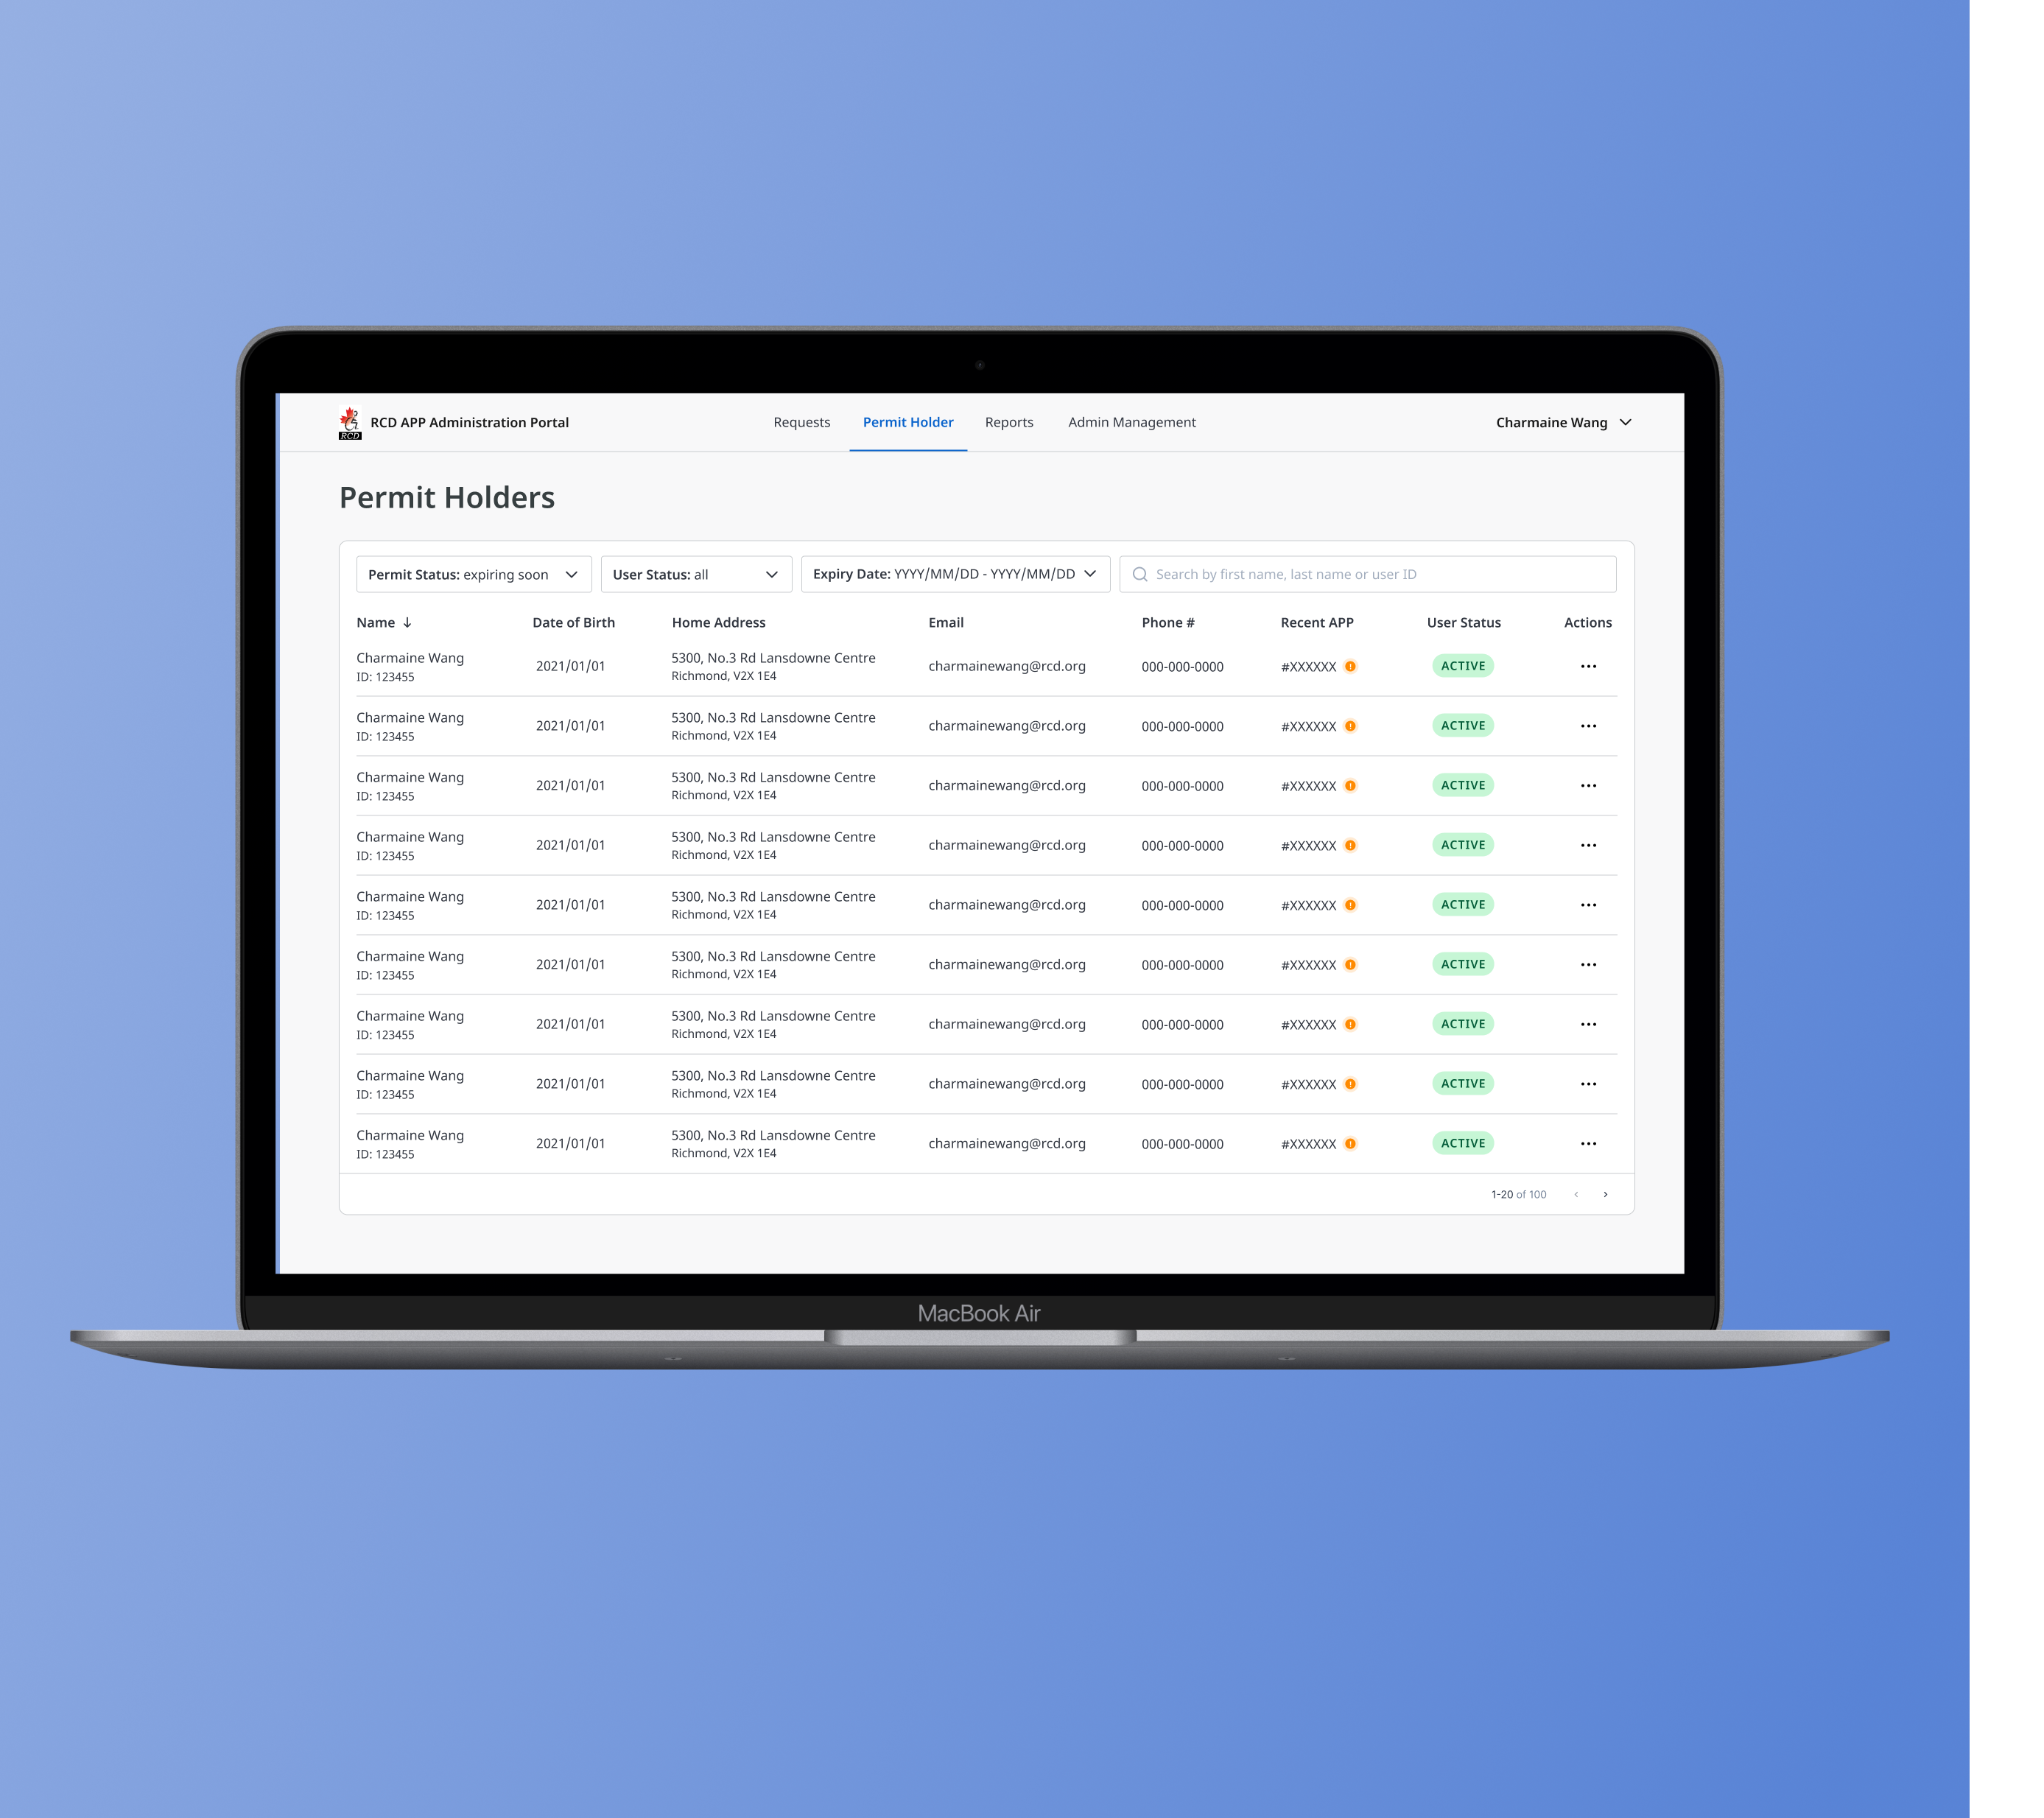 RCD
RCD APP Administration Portal
Requests
Permit Holder
Reports
Admin Management
Charmaine Wang
Permit Holders
Permit Status: expiring soon
User Status: all
Expiry Date: YYYY/MM/DD - YYYY/MM/DD
Search by first name, last name or user ID
Name Date of Birth Home Address Email Phone # Recent APP User Status Actions
Charmaine Wang 2021/01/01 5300, No.3 Rd Lansdowne Centre charmainewang@rcd.org 000-000-0000 #XXXXXX ACTIVE
ID: 123455 Richmond, V2X 1E4
Charmaine Wang 2021/01/01 5300, No.3 Rd Lansdowne Centre charmainewang@rcd.org 000-000-0000 #XXXXXX ACTIVE
ID: 123455 Richmond, V2X 1E4
Charmaine Wang 2021/01/01 5300, No.3 Rd Lansdowne Centre charmainewang@rcd.org 000-000-0000 #XXXXXX ACTIVE
ID: 123455 Richmond, V2X 1E4
Charmaine Wang 2021/01/01 5300, No.3 Rd Lansdowne Centre charmainewang@rcd.org 000-000-0000 #XXXXXX ACTIVE
ID: 123455 Richmond, V2X 1E4
Charmaine Wang 2021/01/01 5300, No.3 Rd Lansdowne Centre charmainewang@rcd.org 000-000-0000 #XXXXXX ACTIVE
ID: 123455 Richmond, V2X 1E4
Charmaine Wang 2021/01/01 5300, No.3 Rd Lansdowne Centre charmainewang@rcd.org 000-000-0000 #XXXXXX ACTIVE
ID: 123455 Richmond, V2X 1E4
Charmaine Wang 2021/01/01 5300, No.3 Rd Lansdowne Centre charmainewang@rcd.org 000-000-0000 #XXXXXX ACTIVE
ID: 123455 Richmond, V2X 1E4
Charmaine Wang 2021/01/01 5300, No.3 Rd Lansdowne Centre charmainewang@rcd.org 000-000-0000 #XXXXXX ACTIVE
ID: 123455 Richmond, V2X 1E4
Charmaine Wang 2021/01/01 5300, No.3 Rd Lansdowne Centre charmainewang@rcd.org 000-000-0000 #XXXXXX ACTIVE
ID: 123455 Richmond, V2X 1E4
1-20 of 100
MacBook Air